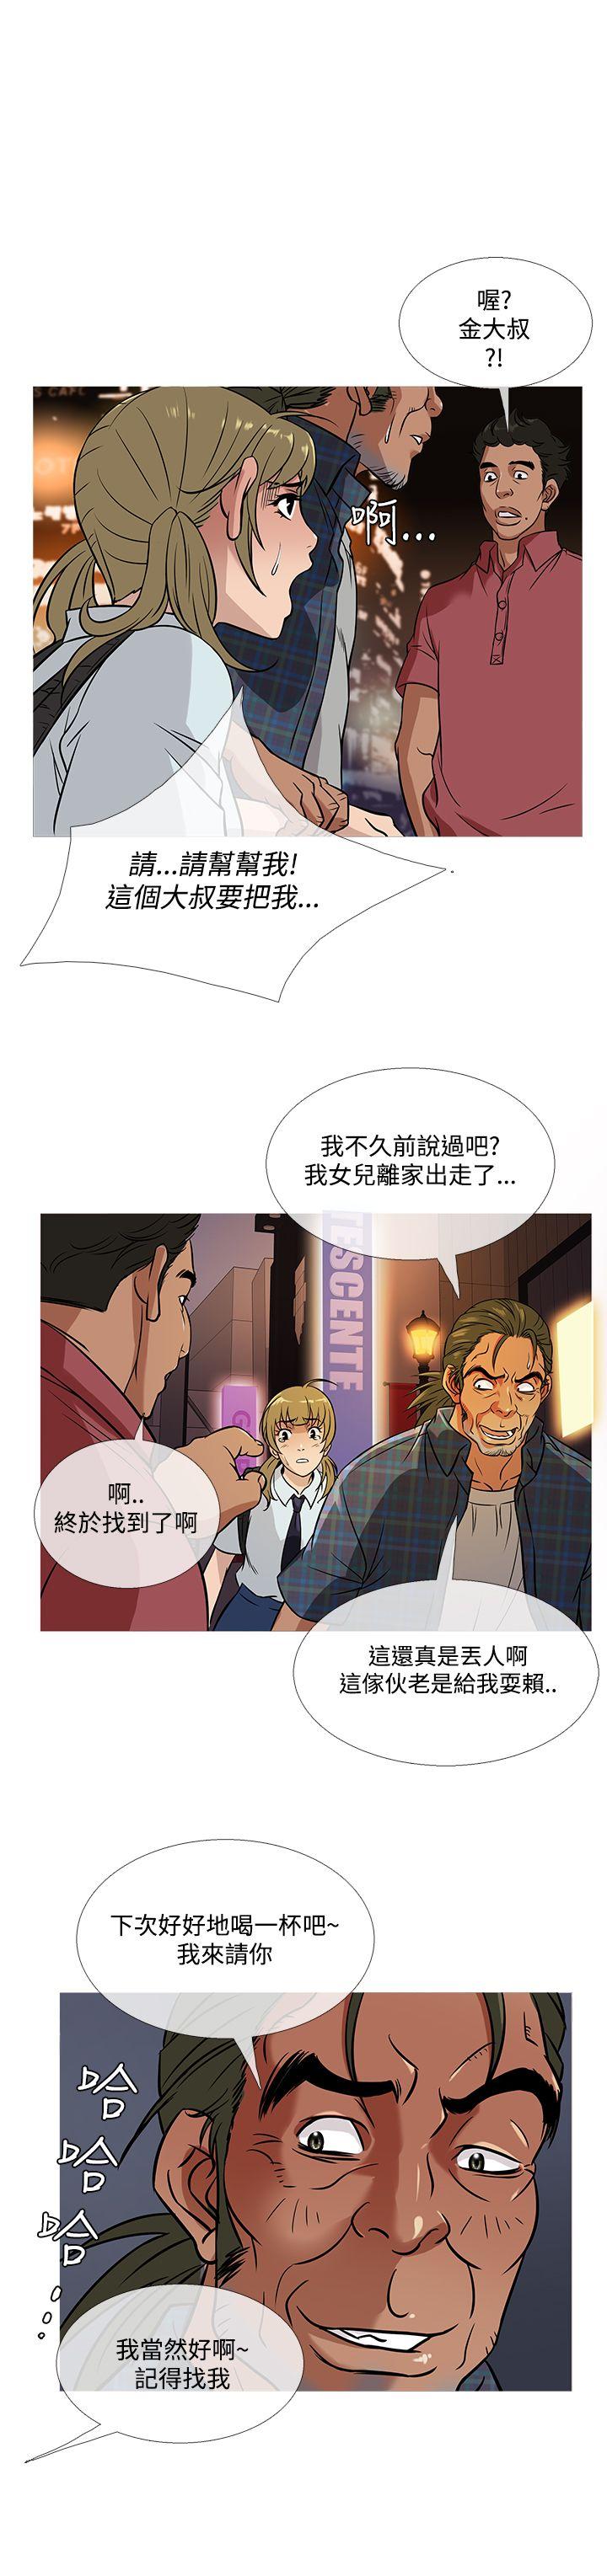 喔?
金大叔
?!
S CAFL
OT
啊...
請...請幫幫我!
這個大叔要把我...
我不久前說過吧?
我女兒離家出走了...
TESCENTE
G
啊..
終於找到了啊
這還真是丟人啊
這傢伙老是給我耍賴..
下次好好地喝一杯吧~
我來請你
哈
哈
哈
...
我當然好啊~
記得找我